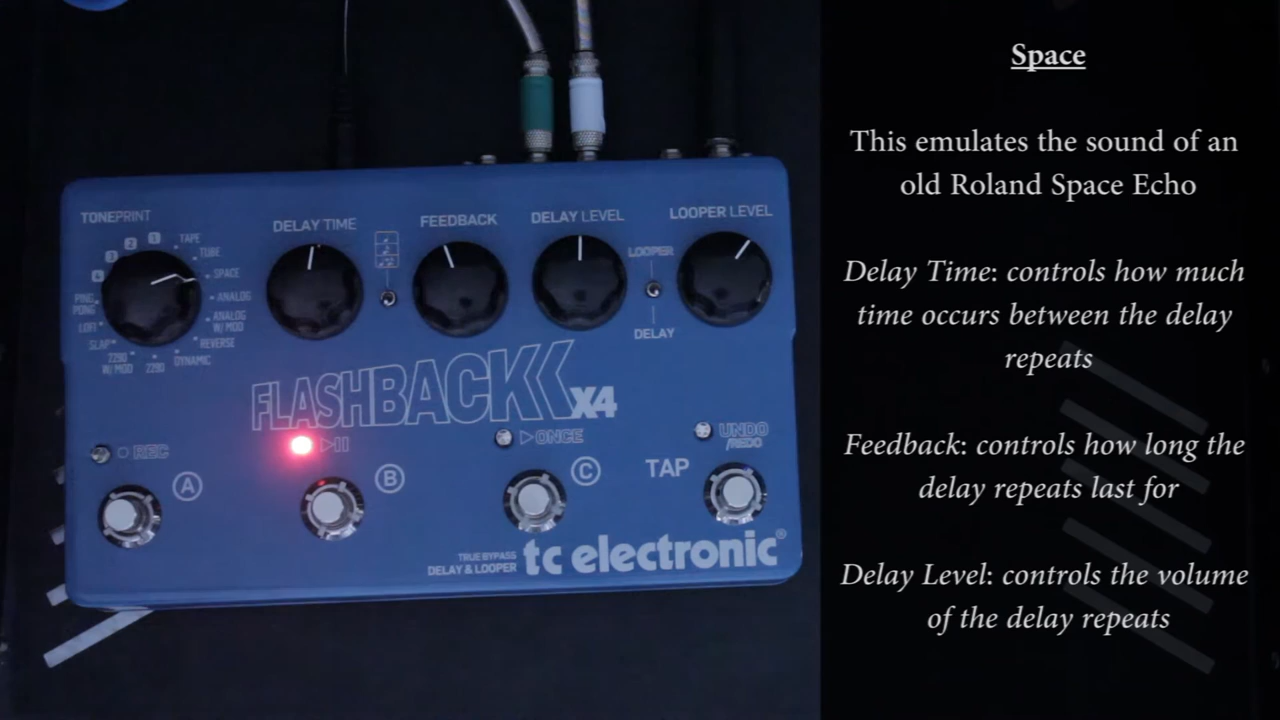 TONEPRINT
DELAY TIME
FEEDBACK
DELAY LEVEL
LOOPER LEVEL
4 3 2 1
TAPE
TUBE
SPACE
ANALOG
ANALOG
W/ MOD
REVERSE
DYNAMIC
2290
2290
W/ MOD
SLAP
LOFI
PING
PONG
LOOPER
DELAY
FLASHBACK X4
REC
ONCE
UNDO
/REDO
A
B
C
TAP
TRUE BYPASS
DELAY & LOOPER
tc electronic®
Space
This emulates the sound of an
old Roland Space Echo
Delay Time: controls how much
time occurs between the delay
repeats
Feedback: controls how long the
delay repeats last for
Delay Level: controls the volume
of the delay repeats